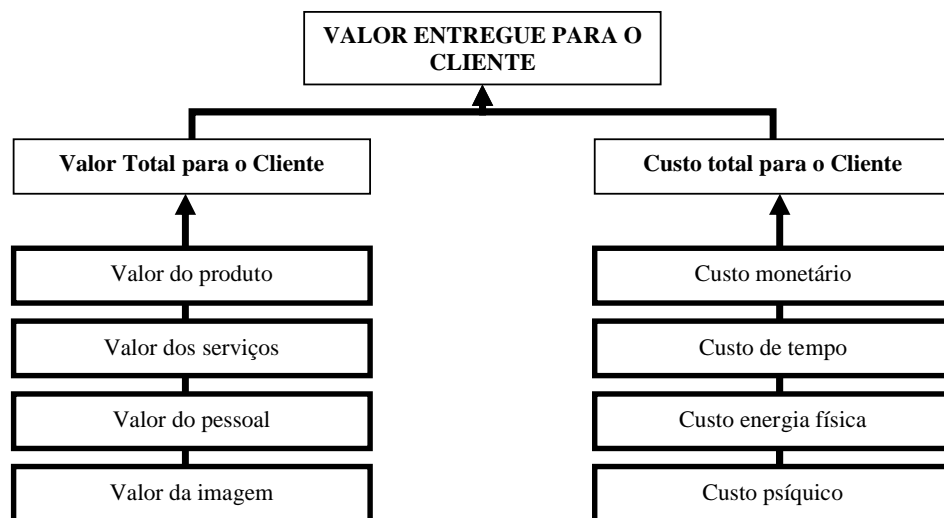 VALOR ENTREGUE PARA O
CLIENTE
Valor Total para o Cliente
Custo total para o Cliente
Valor do produto
Custo monetário
Valor dos serviços
Custo de tempo
Valor do pessoal
Custo energia física
Valor da imagem
Custo psíquico